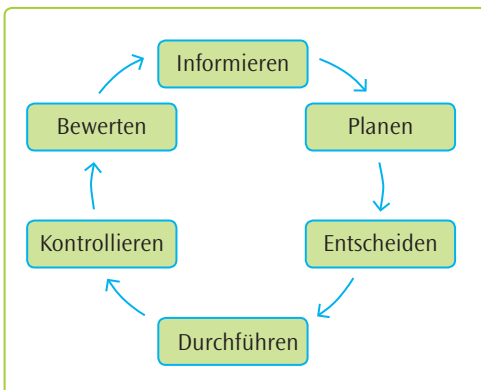 Informieren
Planen
Entscheiden
Durchführen
Kontrollieren
Bewerten